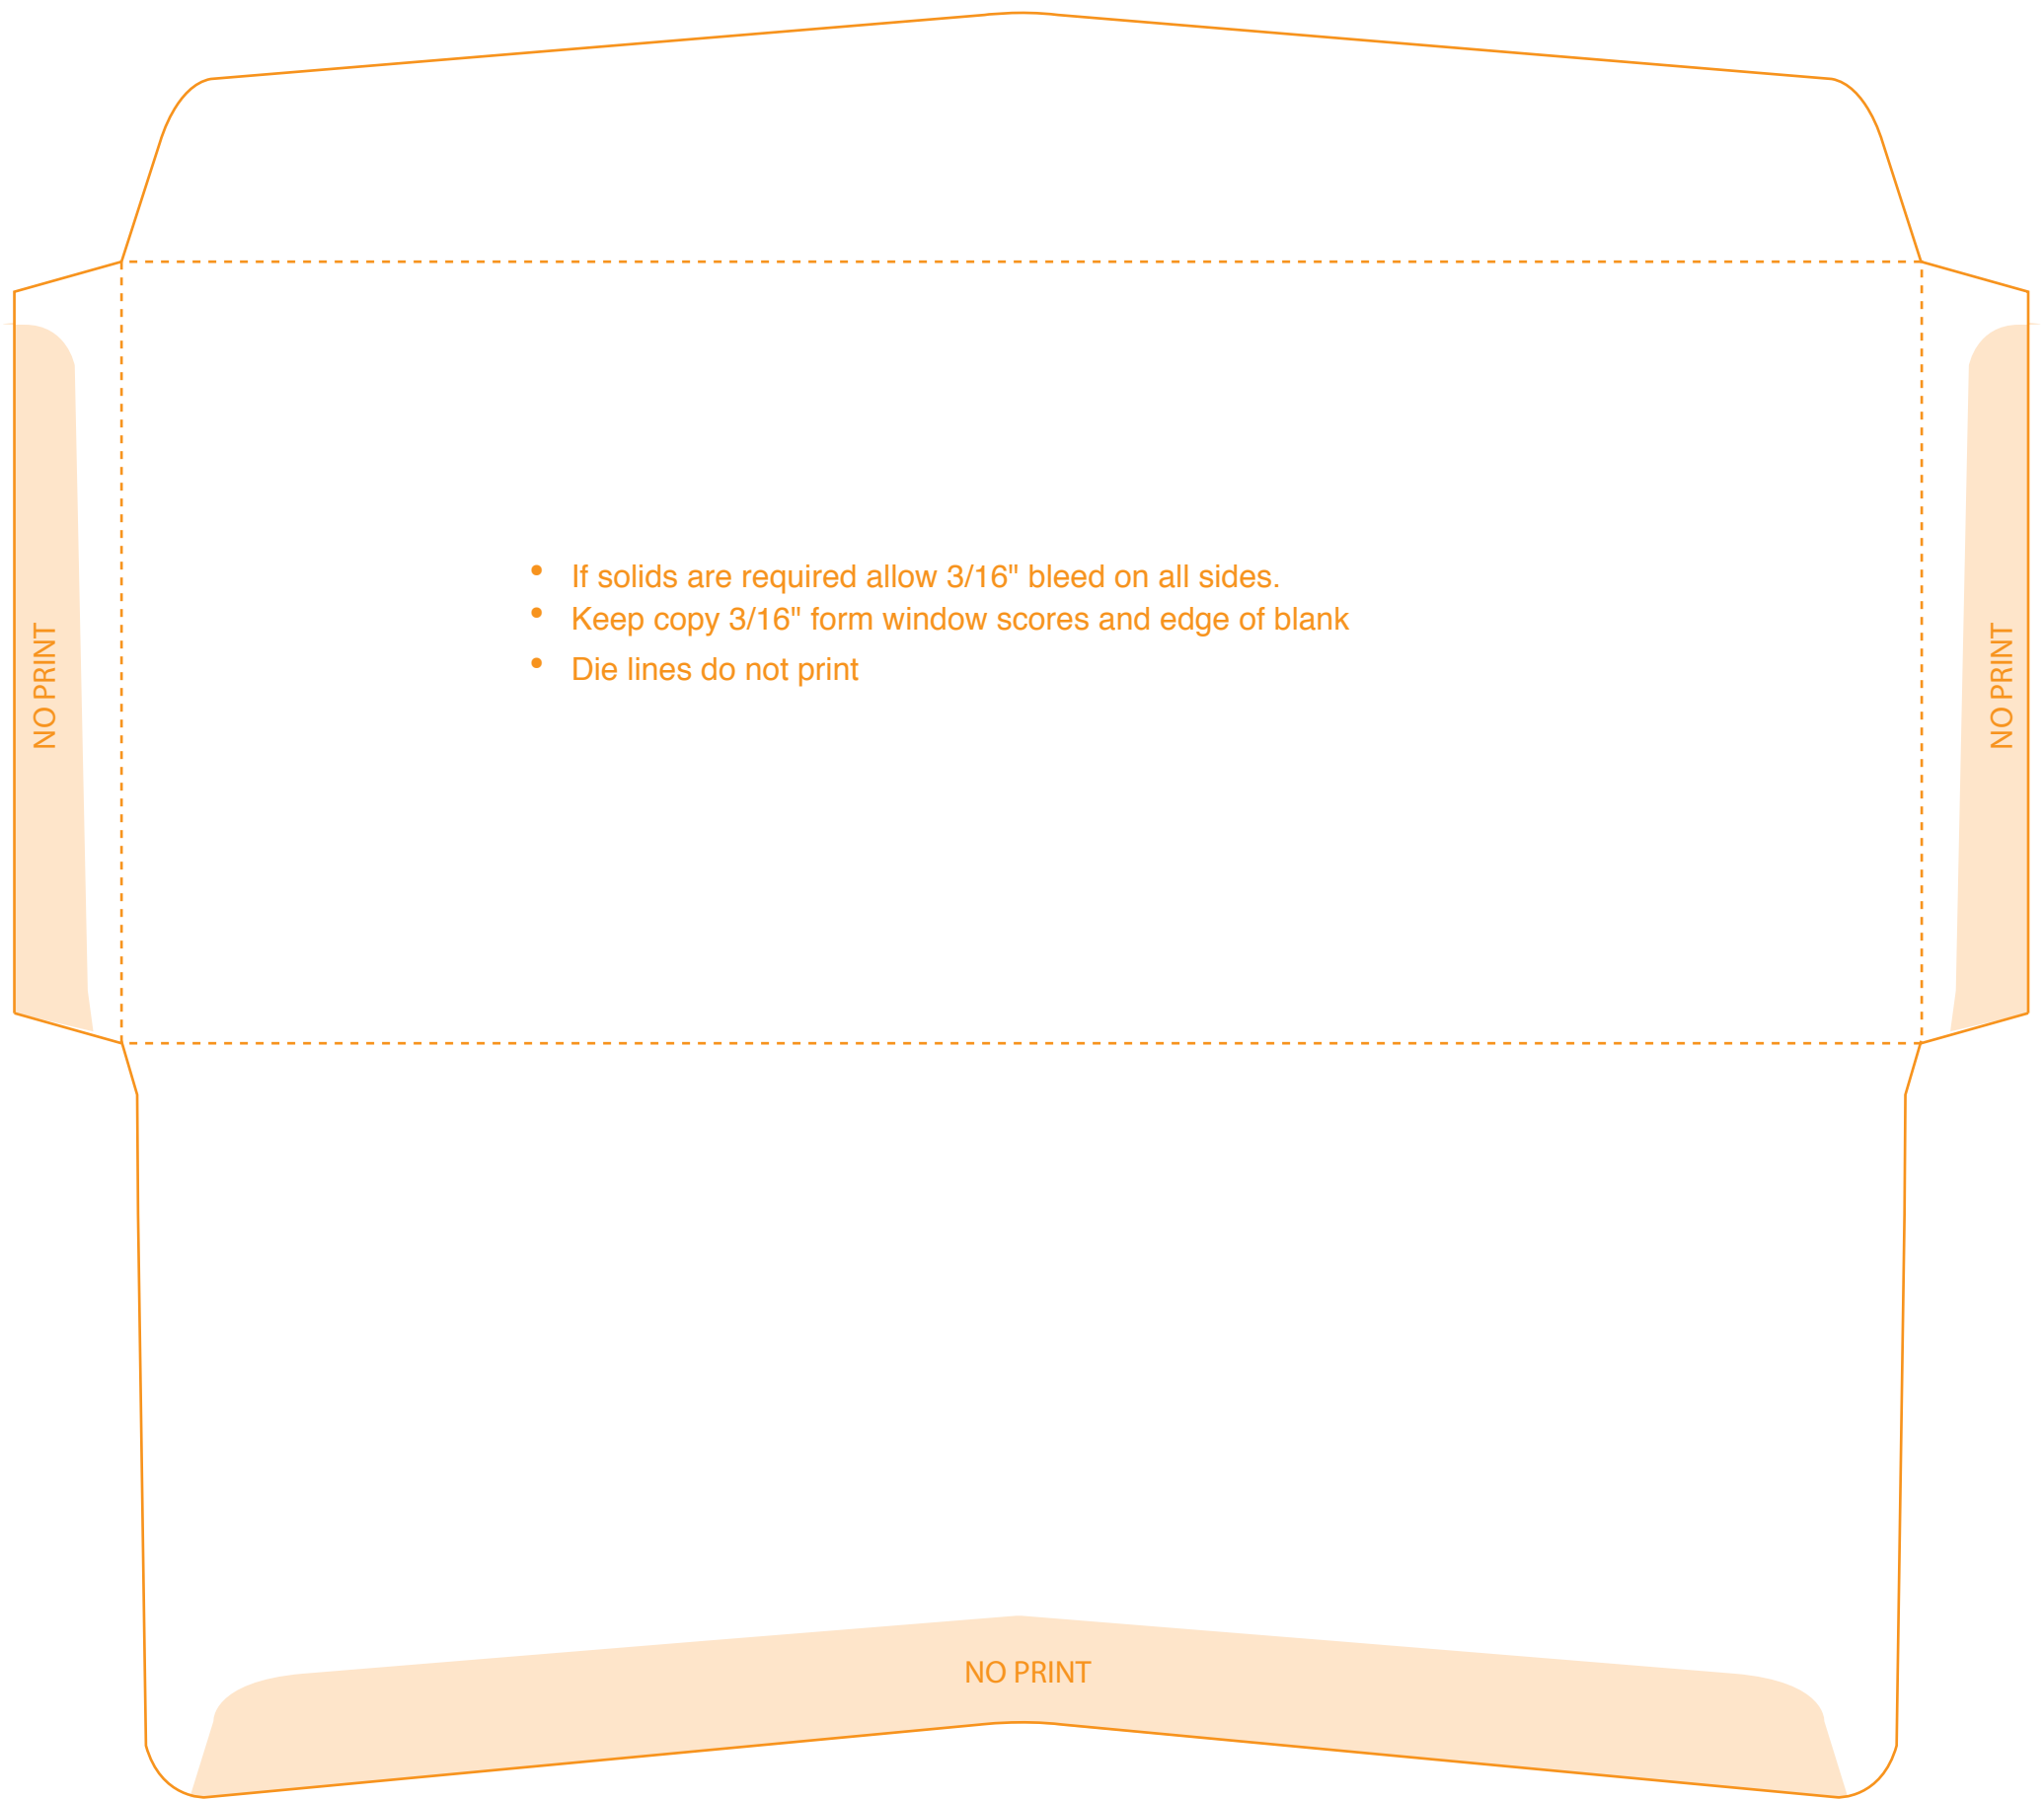 • If solids are required allow 3/16" bleed on all sides.
• Keep copy 3/16" form window scores and edge of blank
• Die lines do not print
NO PRINT
NO PRINT
NO PRINT